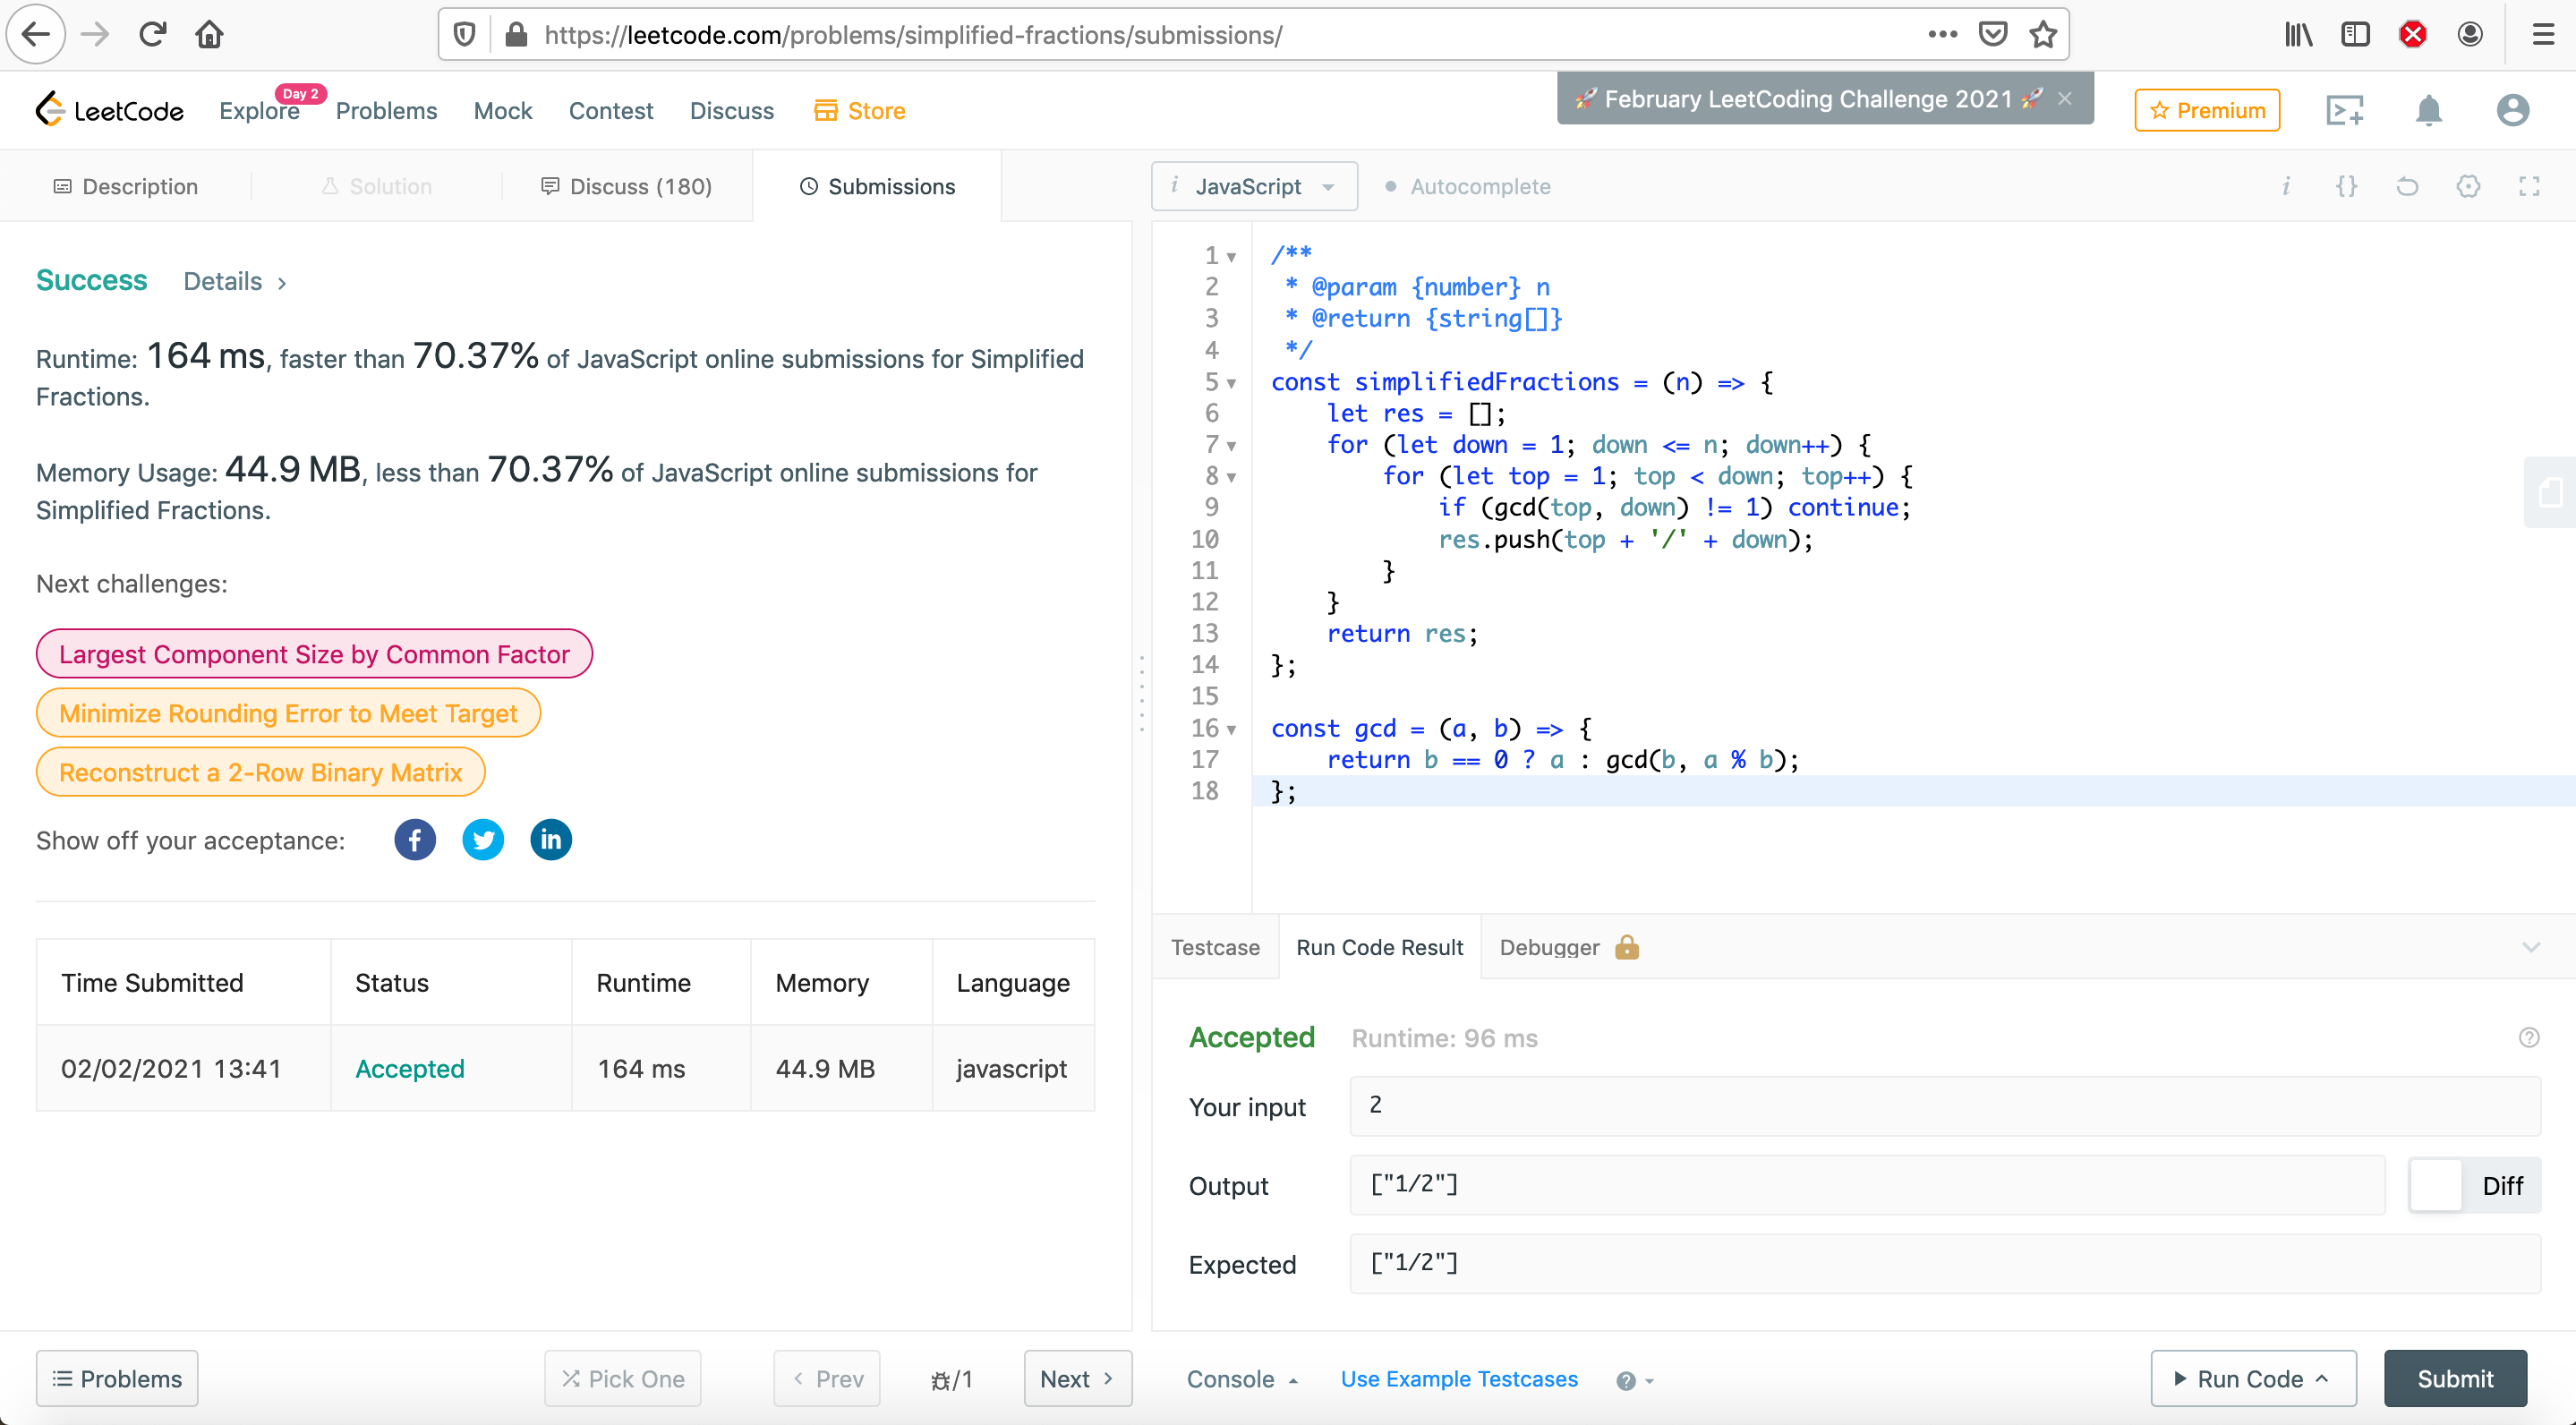 https://leetcode.com/problems/simplified-fractions/submissions/
LeetCode
Explore
Day 2
Problems
Mock
Contest
Discuss
Store
🚀 February LeetCoding Challenge 2021 🚀 ×
Premium
Description
Solution
Discuss (180)
Submissions
Success
Details >
Runtime: 164 ms, faster than 70.37% of JavaScript online submissions for Simplified
Fractions.
Memory Usage: 44.9 MB, less than 70.37% of JavaScript online submissions for
Simplified Fractions.
Next challenges:
Largest Component Size by Common Factor
Minimize Rounding Error to Meet Target
Reconstruct a 2-Row Binary Matrix
Show off your acceptance:
Time Submitted Status Runtime Memory Language
02/02/2021 13:41 Accepted 164 ms 44.9 MB javascript
Problems
Pick One
< Prev
/1
Next >
i JavaScript
Autocomplete
i {}
1 /**
2 * @param {number} n
3 * @return {string[]}
4 */
5 const simplifiedFractions = (n) => {
6 let res = [];
7 for (let down = 1; down <= n; down++) {
8 for (let top = 1; top < down; top++) {
9 if (gcd(top, down) != 1) continue;
10 res.push(top + '/' + down);
11 }
12 }
13 return res;
14 };
15
16 const gcd = (a, b) => {
17 return b == 0 ? a : gcd(b, a % b);
18 };
Testcase
Run Code Result
Debugger
Accepted
Runtime: 96 ms
Your input
2
Output
["1/2"]
Diff
Expected
["1/2"]
Console
Use Example Testcases
Run Code
Submit